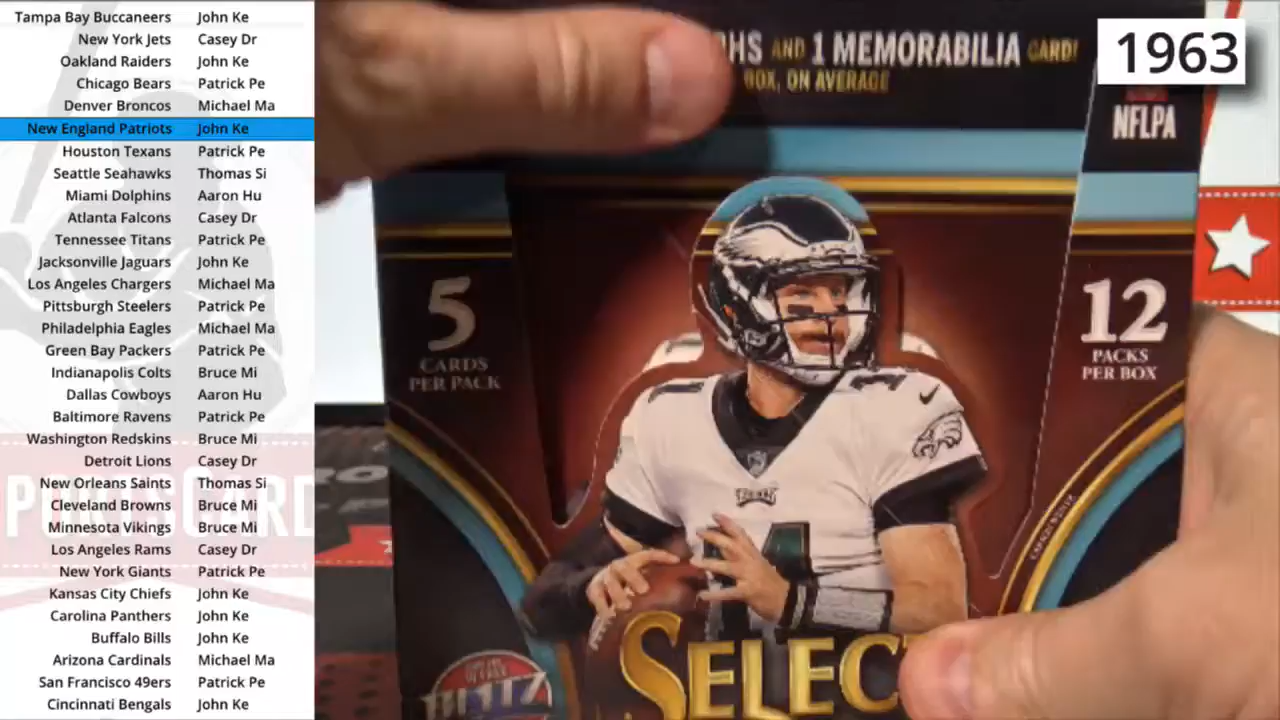 Tampa Bay Buccaneers John Ke
New York Jets Casey Dr
Oakland Raiders John Ke
Chicago Bears Patrick Pe
Denver Broncos Michael Ma
New England Patriots John Ke
Houston Texans Patrick Pe
Seattle Seahawks Thomas Si
Miami Dolphins Aaron Hu
Atlanta Falcons Casey Dr
Tennessee Titans Patrick Pe
Jacksonville Jaguars John Ke
Los Angeles Chargers Michael Ma
Pittsburgh Steelers Patrick Pe
Philadelphia Eagles Michael Ma
Green Bay Packers Patrick Pe
Indianapolis Colts Bruce Mi
Dallas Cowboys Aaron Hu
Baltimore Ravens Patrick Pe
Washington Redskins Bruce Mi
Detroit Lions Casey Dr
New Orleans Saints Thomas Si
Cleveland Browns Bruce Mi
Minnesota Vikings Bruce Mi
Los Angeles Rams Casey Dr
New York Giants Patrick Pe
Kansas City Chiefs John Ke
Carolina Panthers John Ke
Buffalo Bills John Ke
Arizona Cardinals Michael Ma
San Francisco 49ers Patrick Pe
Cincinnati Bengals John Ke
1963
HS AND 1 MEMORABILIA CARD!
BOX, ON AVERAGE
NFLPA
5
CARDS
PER PACK
12
PACKS
PER BOX
SELEC